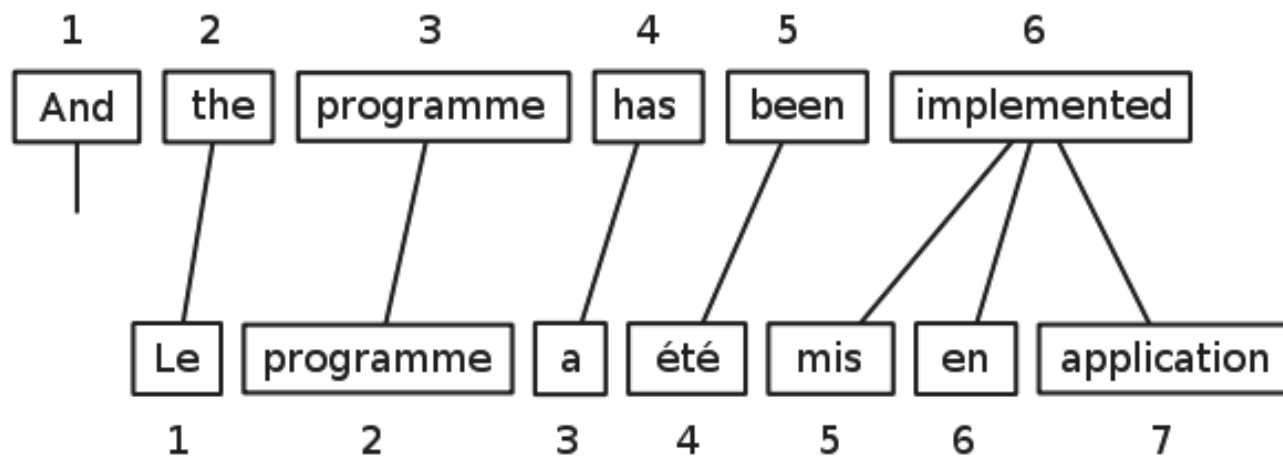 1 2 3 4 5 6
And the programme has been implemented
Le programme a été mis en application
1 2 3 4 5 6 7